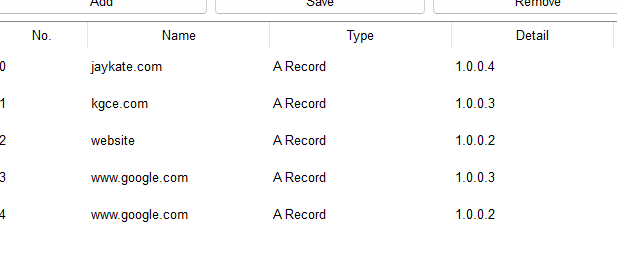 Add Save Remove
No. Name Type Detail
0 jaykate.com A Record 1.0.0.4
1 kgce.com A Record 1.0.0.3
2 website A Record 1.0.0.2
3 www.google.com A Record 1.0.0.3
4 www.google.com A Record 1.0.0.2